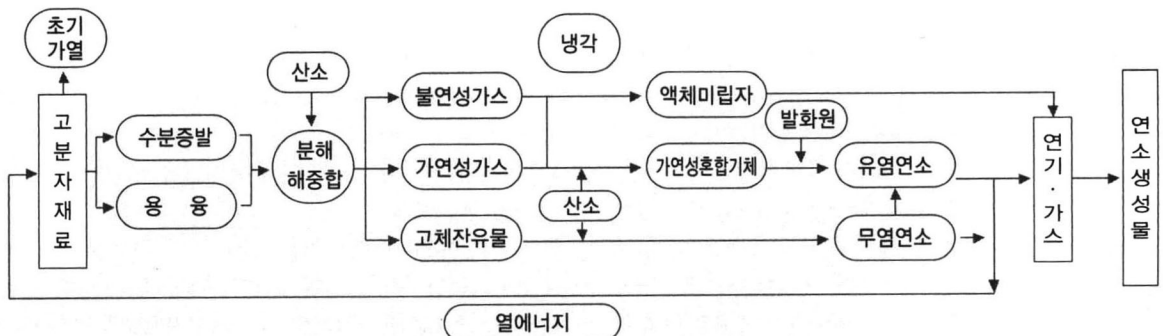 초기
가열
냉각
산소
고분자재료
수분증발
용 융
분해
해중합
불연성가스
액체미립자
발화원
가연성가스
가연성혼합기체
유염연소
산소
고체잔유물
무염연소
연기·가스
연소생성물
열에너지